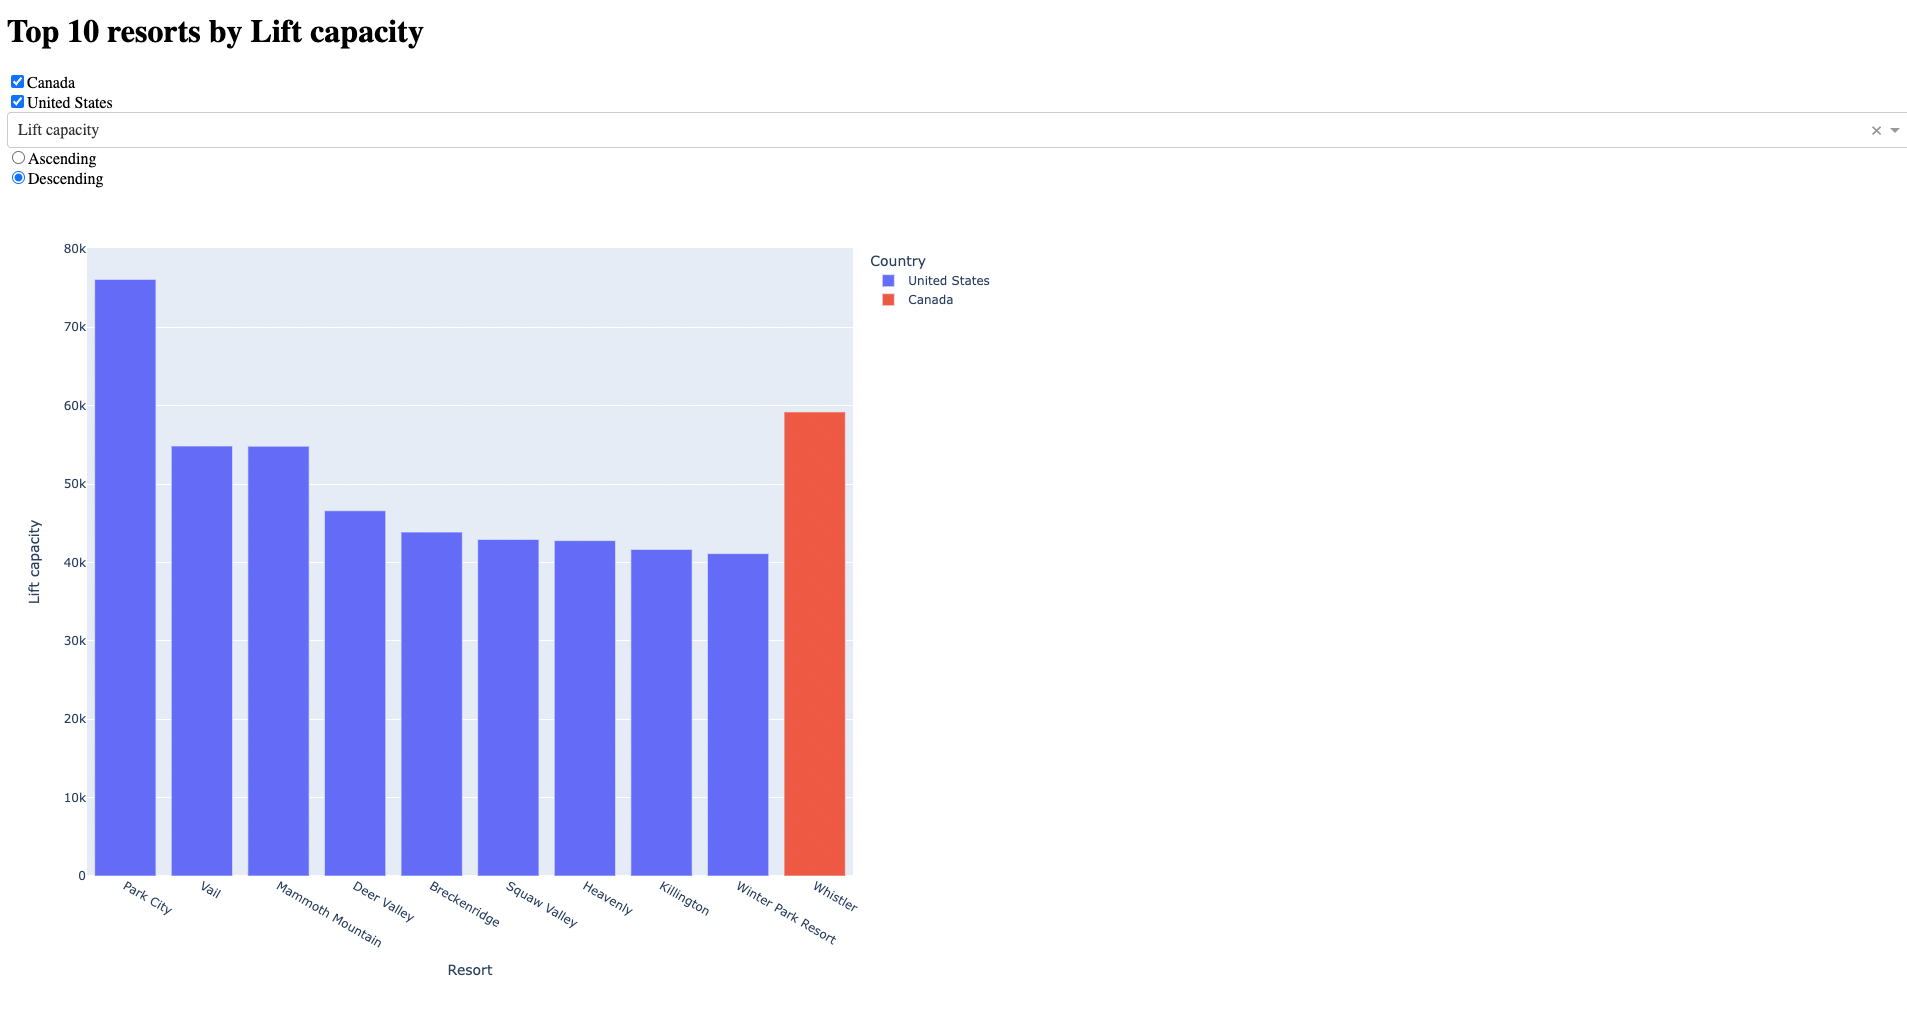 Top 10 resorts by Lift capacity
Canada
United States
Lift capacity
Ascending
Descending
80k
70k
60k
50k
40k
30k
20k
10k
0
Lift capacity
Park City
Vail
Mammoth Mountain
Deer Valley
Breckenridge
Squaw Valley
Heavenly
Killington
Winter Park Resort
Whistler
Resort
Country
United States
Canada